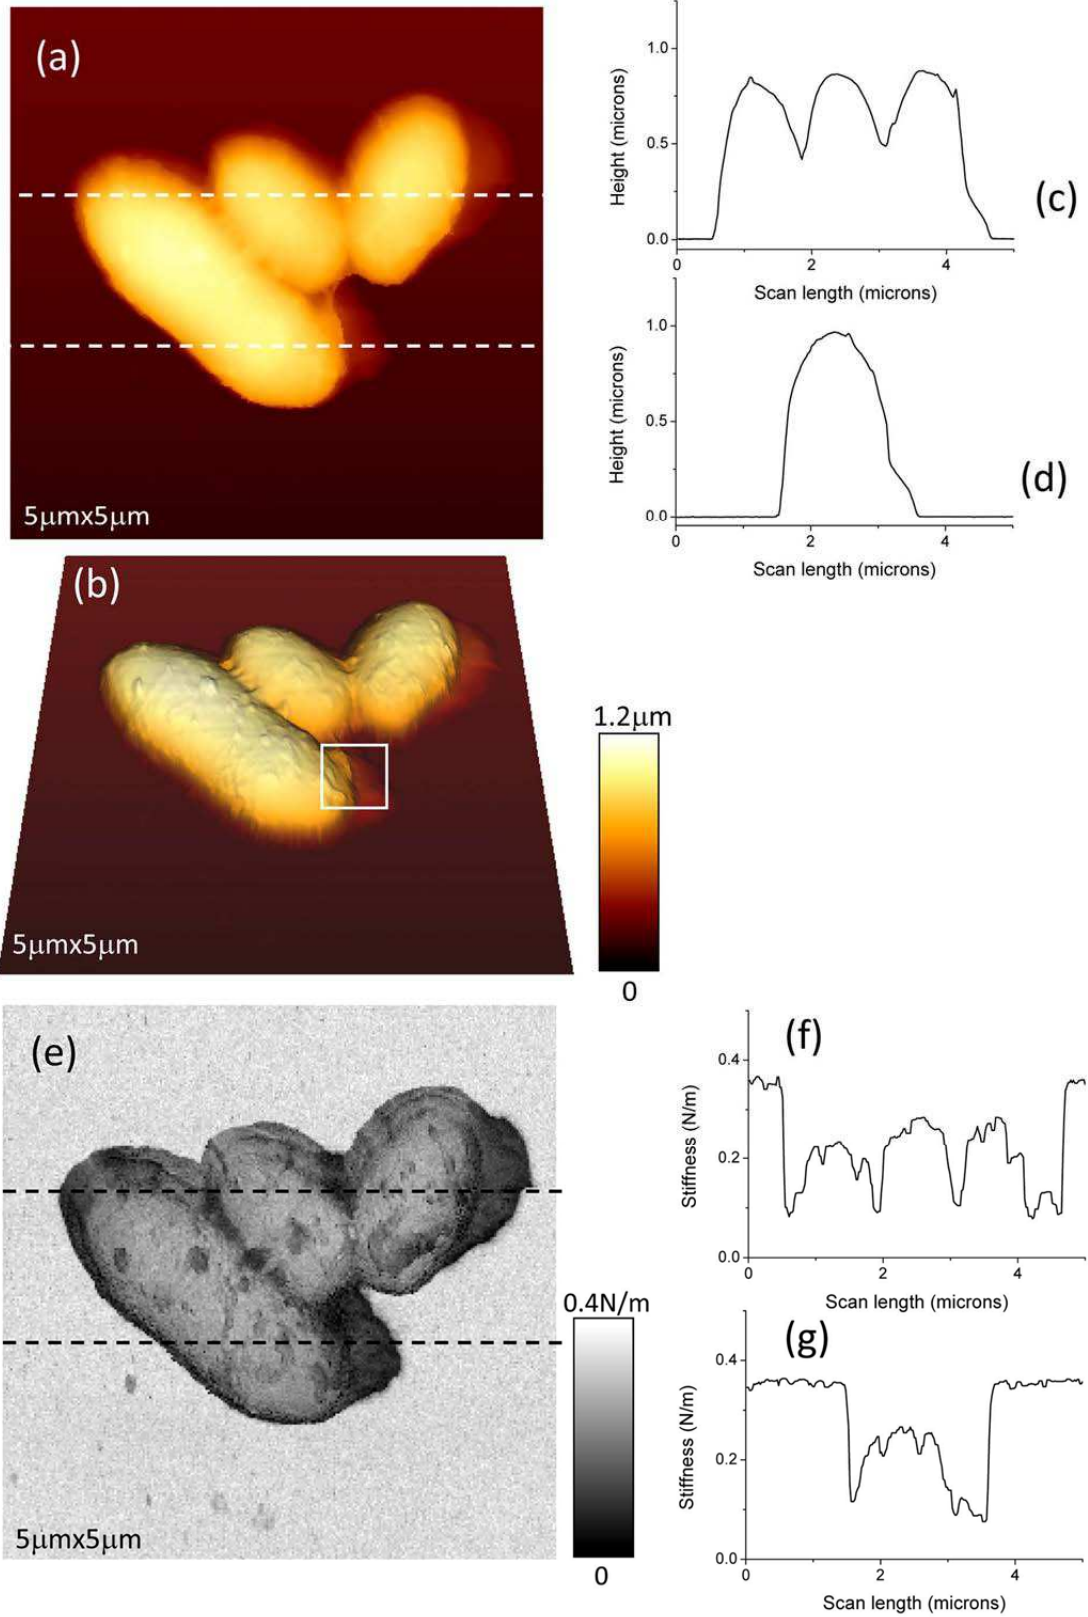 (a)
5μmx5μm
1.0
0.5
0.0
Height (microns)
0
2
4
Scan length (microns)
(c)
1.0
0.5
0.0
Height (microns)
0
2
4
Scan length (microns)
(d)
(b)
5μmx5μm
1.2μm
0
(e)
5μmx5μm
0.4N/m
0
(f)
0.4
0.2
0.0
Stiffness (N/m)
0
2
4
Scan length (microns)
(g)
0.4
0.2
0.0
Stiffness (N/m)
0
2
4
Scan length (microns)